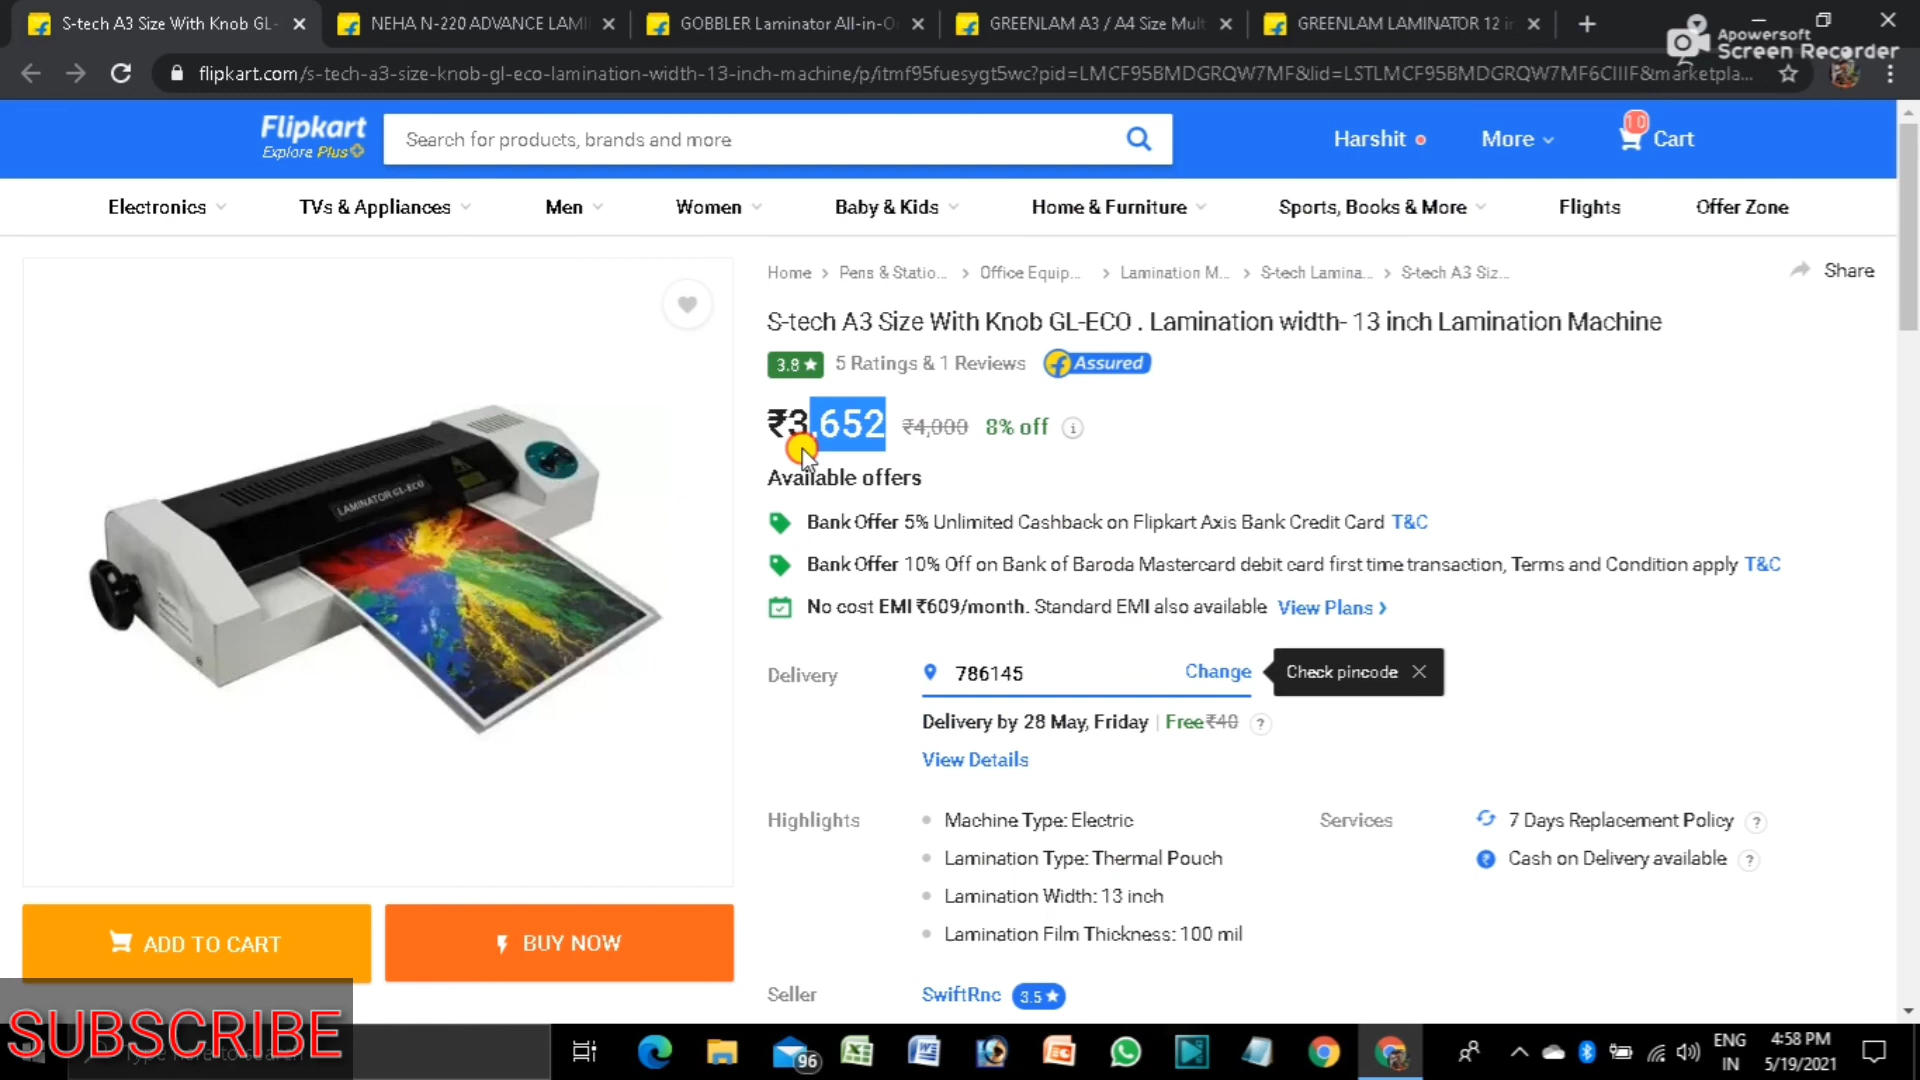 S-tech A3 Size With Knob GL-
NEHA N-220 ADVANCE LAMI
GOBBLER Laminator All-in-O
GREENLAM A3 / A4 Size Mult
GREENLAM LAMINATOR 12 in
Apowersoft
Screen Recorder
flipkart.com/s-tech-a3-size-knob-gl-eco-lamination-width-13-inch-machine/p/itmf95fuesygt5wc?pid=LMCF95BMDGRQW7MF&lid=LSTLMCF95BMDGRQW7MF6CIIIF&marketpla...
Flipkart
Explore Plus
Search for products, brands and more
Harshit
More
10
Cart
Electronics
TVs & Appliances
Men
Women
Baby & Kids
Home & Furniture
Sports, Books & More
Flights
Offer Zone
Home > Pens & Statio... > Office Equip... > Lamination M... > S-tech Lamina... > S-tech A3 Siz...
Share
S-tech A3 Size With Knob GL-ECO . Lamination width- 13 inch Lamination Machine
3.8★ 5 Ratings & 1 Reviews Assured
₹3,652 ₹4,000 8% off
LAMINATOR GL-ECO
Available offers
Bank Offer 5% Unlimited Cashback on Flipkart Axis Bank Credit Card T&C
Bank Offer 10% Off on Bank of Baroda Mastercard debit card first time transaction, Terms and Condition apply T&C
No cost EMI ₹609/month. Standard EMI also available View Plans >
Delivery
786145
Change
Check pincode
Delivery by 28 May, Friday | Free ₹40 ?
View Details
Highlights
Machine Type: Electric
Lamination Type: Thermal Pouch
Lamination Width: 13 inch
Lamination Film Thickness: 100 mil
Services
7 Days Replacement Policy ?
Cash on Delivery available ?
ADD TO CART
BUY NOW
Seller
SwiftRnc 3.5★
SUBSCRIBE
96
ENG
IN
4:58 PM
5/19/2021